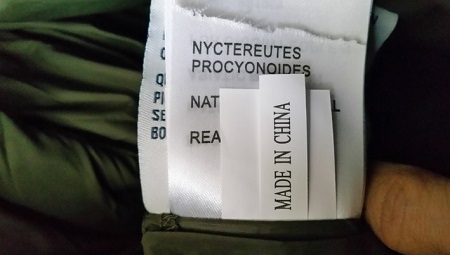 NYCTEREUTES
PROCYONOIDES
NAT
REA
MADE IN CHINA